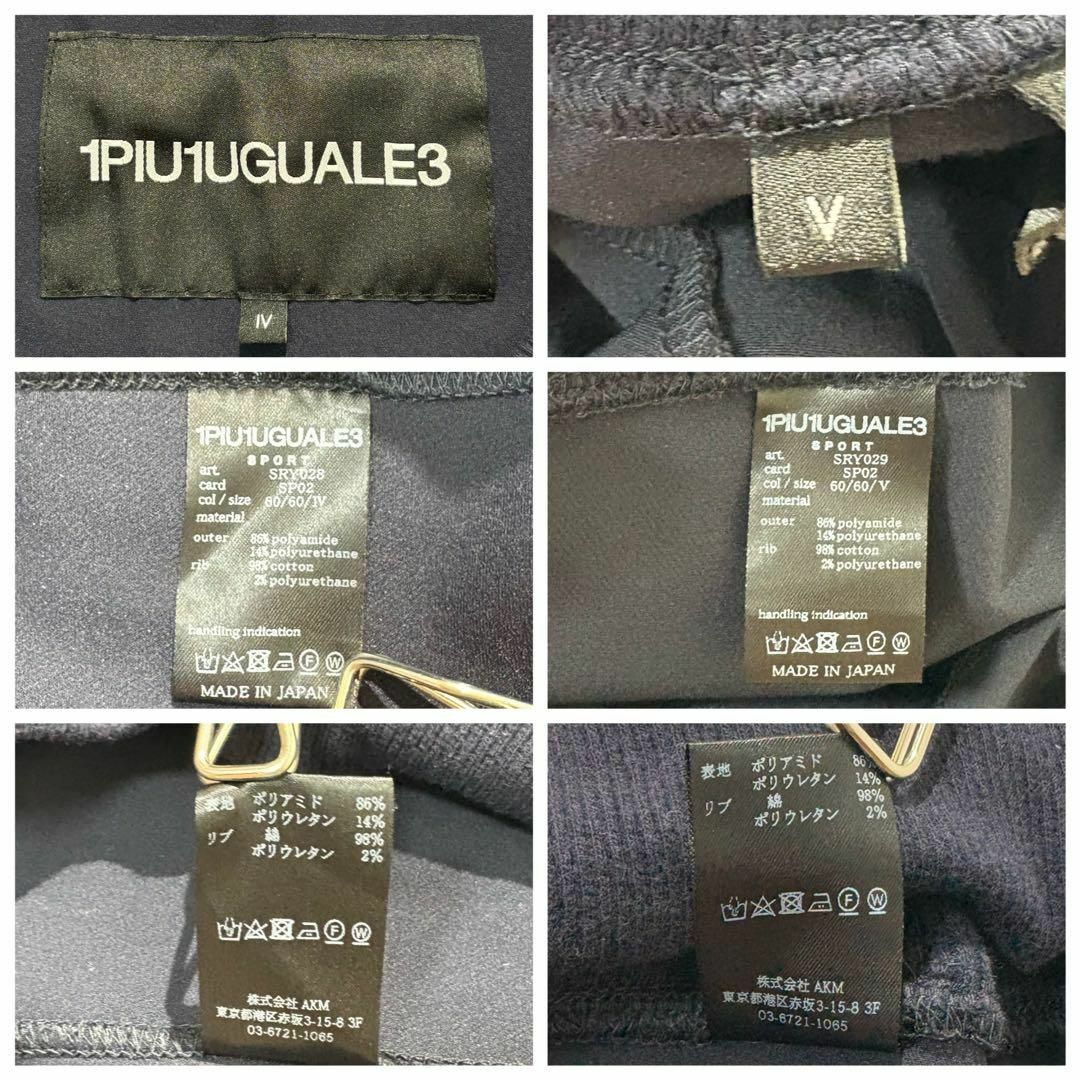 1PIU1UGUALE3
IV
V
1PIU1UGUALE3
SPORT
art. SRY028
card SP02
col / size 60/60/IV
material
outer 86% polyamide
14% polyurethane
rib 98% cotton
2% polyurethane
handling indication
F W
MADE IN JAPAN
1PIU1UGUALE3
SPORT
art. SRY029
card SP02
col / size 60/60/V
material
outer 86% polyamide
14% polyurethane
rib 98% cotton
2% polyurethane
handling indication
F W
MADE IN JAPAN
表地 ポリアミド 86%
ポリウレタン 14%
リブ 綿 98%
ポリウレタン 2%
F W
株式会社 AKM
東京都港区赤坂3-15-8 3F
03-6721-1065
表地 ポリアミド 86%
ポリウレタン 14%
リブ 綿 98%
ポリウレタン 2%
F W
株式会社 AKM
東京都港区赤坂3-15-8 3F
03-6721-1065